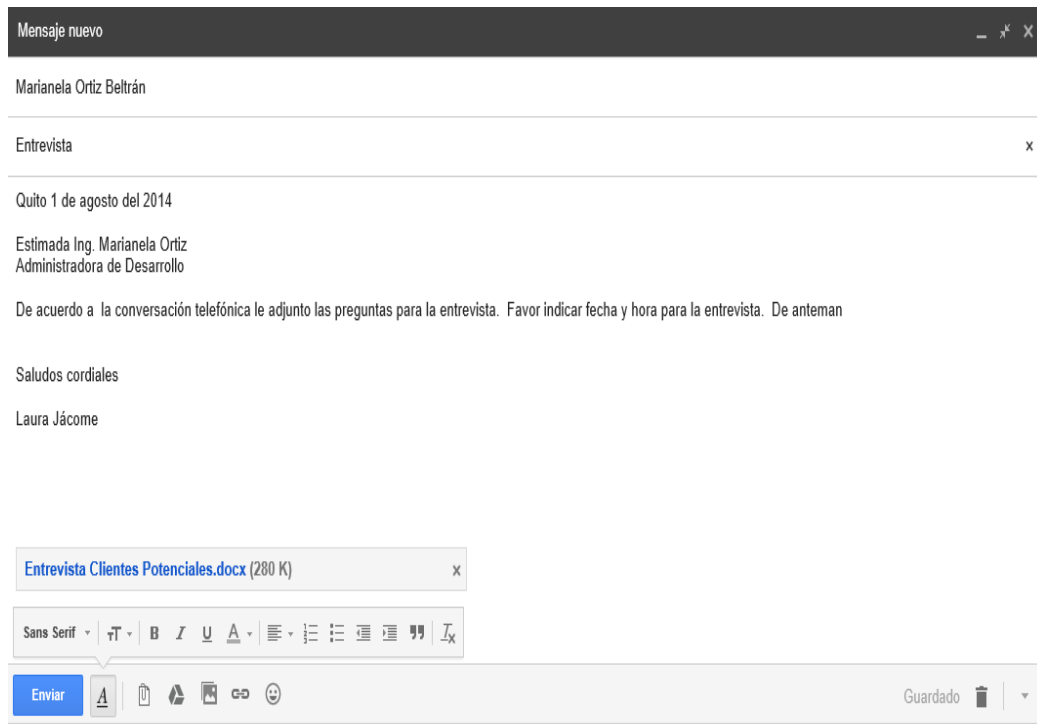 Mensaje nuevo
Marianela Ortiz Beltrán
Entrevista
Quito 1 de agosto del 2014
Estimada Ing. Marianela Ortiz
Administradora de Desarrollo
De acuerdo a  la conversación telefónica le adjunto las preguntas para la entrevista.  Favor indicar fecha y hora para la entrevista.  De anteman
Saludos cordiales
Laura Jácome
Entrevista Clientes Potenciales.docx (280 K)
Sans Serif
Enviar
Guardado